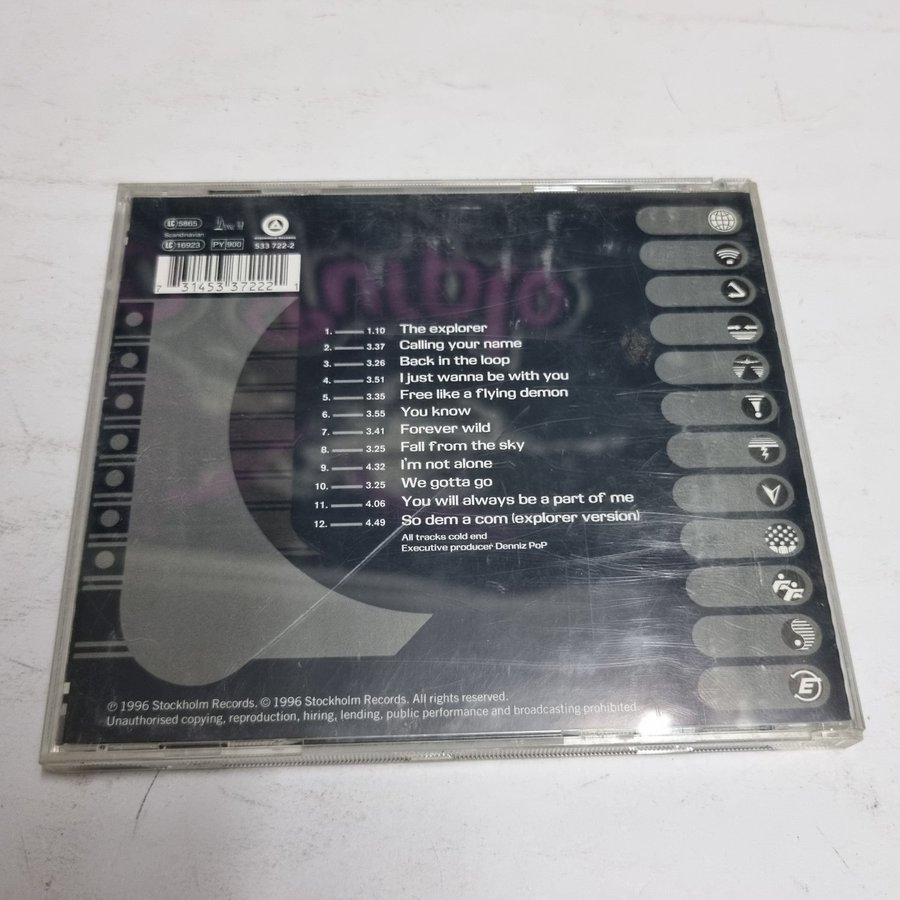 LC 5865
Scandinavian
LC 16923 PY 900
STOCKHOLM RECORDS
533 722-2
7 31453 37222 1
1. 1.10 The explorer
2. 3.37 Calling your name
3. 3.26 Back in the loop
4. 3.51 I just wanna be with you
5. 3.35 Free like a flying demon
6. 3.55 You know
7. 3.41 Forever wild
8. 3.25 Fall from the sky
9. 4.32 I'm not alone
10. 3.25 We gotta go
11. 4.06 You will always be a part of me
12. 4.49 So dem a com (explorer version)
All tracks cold end
Executive producer Denniz PoP
E
℗ 1996 Stockholm Records. © 1996 Stockholm Records. All rights reserved.
Unauthorised copying, reproduction, hiring, lending, public performance and broadcasting prohibited.